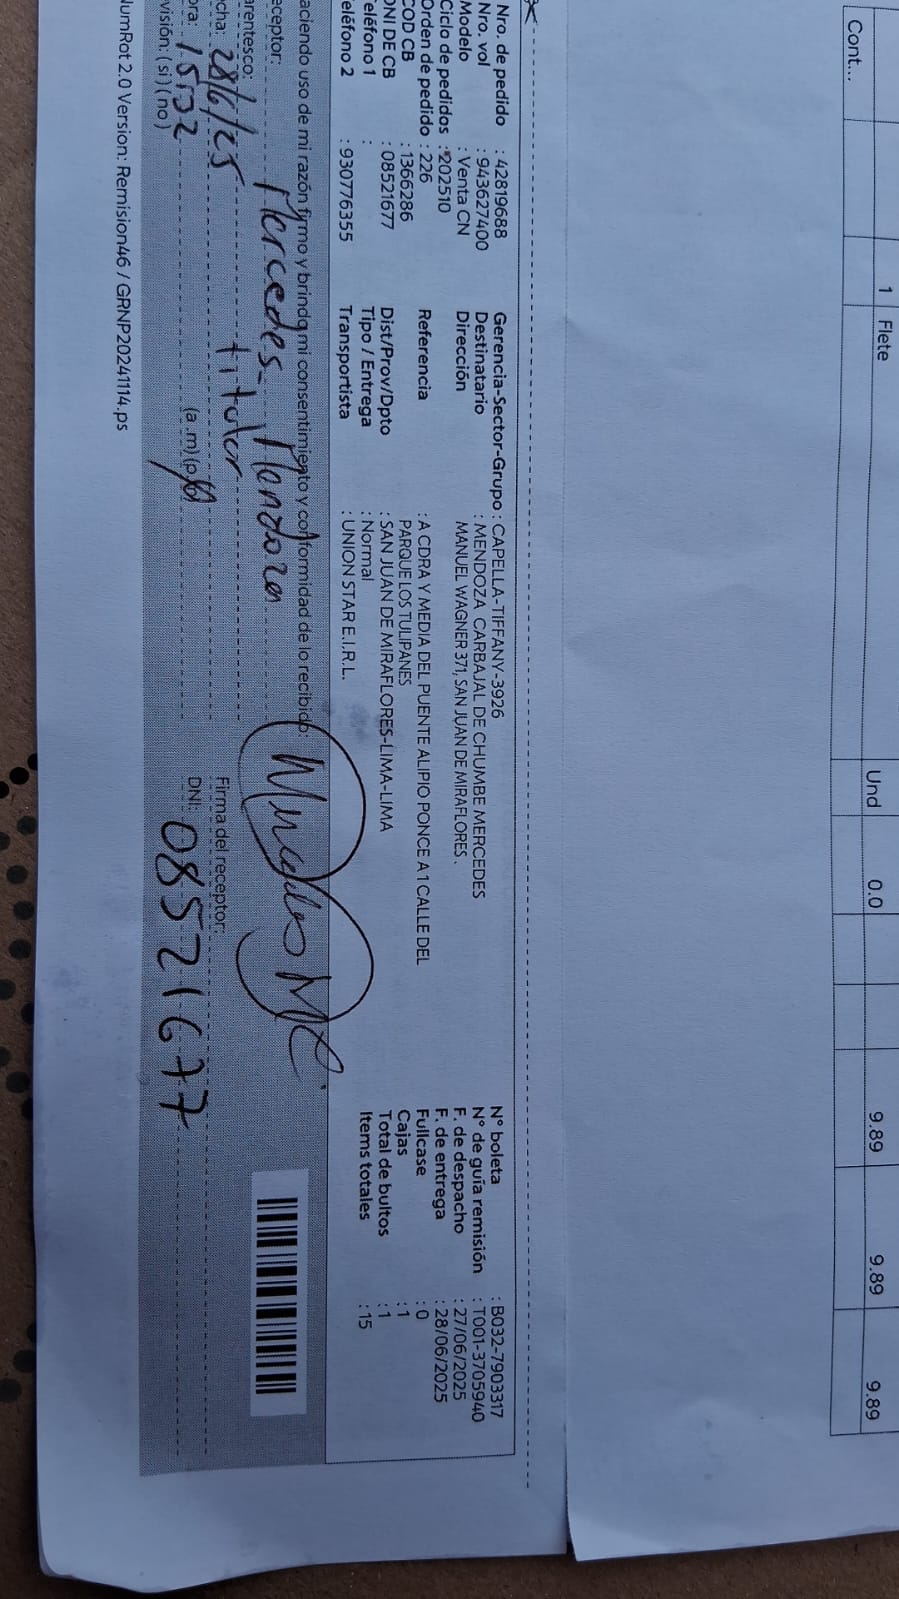 1 Flete Und 0.0 9.89 9.89 9.89
Cont...
Nro. de pedido : 42819688 Gerencia-Sector-Grupo : CAPELLA-TIFFANY-3926 N° boleta : B032-7903317
Nro. vol : 943627400 Destinatario : MENDOZA CARBAJAL DE CHUMBE MERCEDES N° de guía remisión : T001-3705940
Modelo : Venta CN Dirección MANUEL WAGNER 371, SAN JUAN DE MIRAFLORES . F. de despacho : 27/06/2025
Ciclo de pedidos : 202510 F. de entrega : 28/06/2025
Orden de pedido : 226 Referencia : A CDRA Y MEDIA DEL PUENTE ALIPIO PONCE A 1 CALLE DEL Fullcase : 0
COD CB : 1366286 PARQUE LOS TULIPANES Cajas : 1
DNI DE CB : 08521677 Dist/Prov/Dpto : SAN JUAN DE MIRAFLORES-LIMA-LIMA Total de bultos : 1
eléfono 1 : Tipo / Entrega : Normal Items totales : 15
eléfono 2 : 930776355 Transportista : UNION STAR E.I.R.L.
aciendo uso de mi razón firmo y brindo mi consentimiento y conformidad de lo recibido:
eceptor: Mercedes Mendoza
arentesco: titular Firma del receptor:
cha: 28/6/25
ora: 15:32 (a .m) (p DNI: 08521677
visión: (si) (no)
NumRot 2.0 Version: Remision46 / GRNP20241114.ps